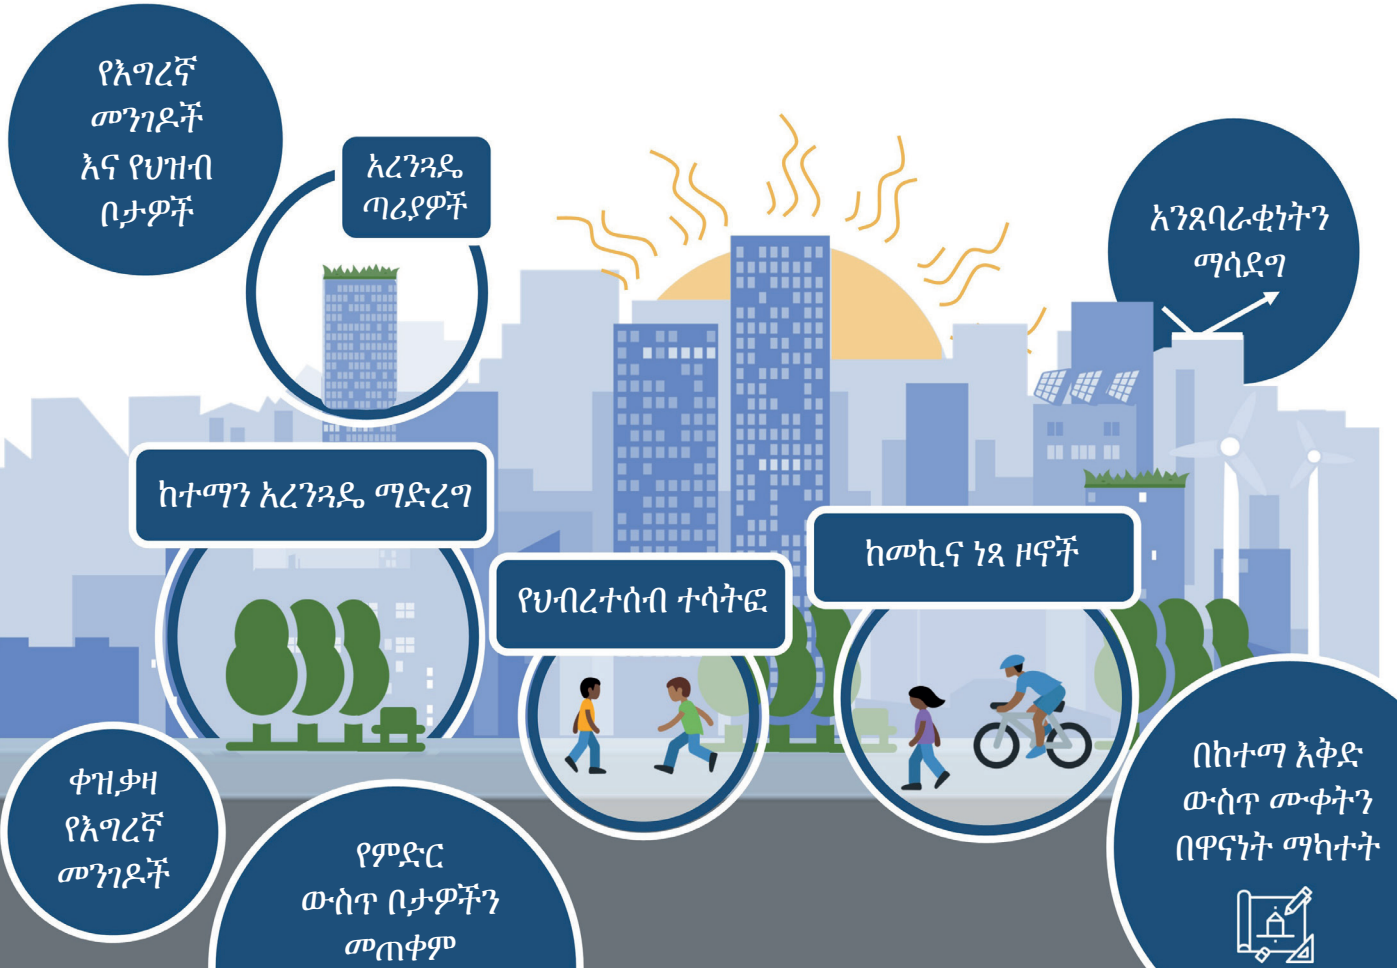 የእግረኛ
መንገዶች
እና የህዝብ
ቦታዎች
አረንጓዴ
ጣሪያዎች
አንጸባራቂነትን
ማሳደግ
ከተማን አረንጓዴ ማድረግ
የህብረተሰብ ተሳትፎ
ከመኪና ነጻ ዞኖች
ቀዝቃዛ
የእግረኛ
መንገዶች
የምድር
ውስጥ ቦታዎችን
መጠቀም
በከተማ እቅድ
ውስጥ ሙቀትን
በዋናነት ማካተት